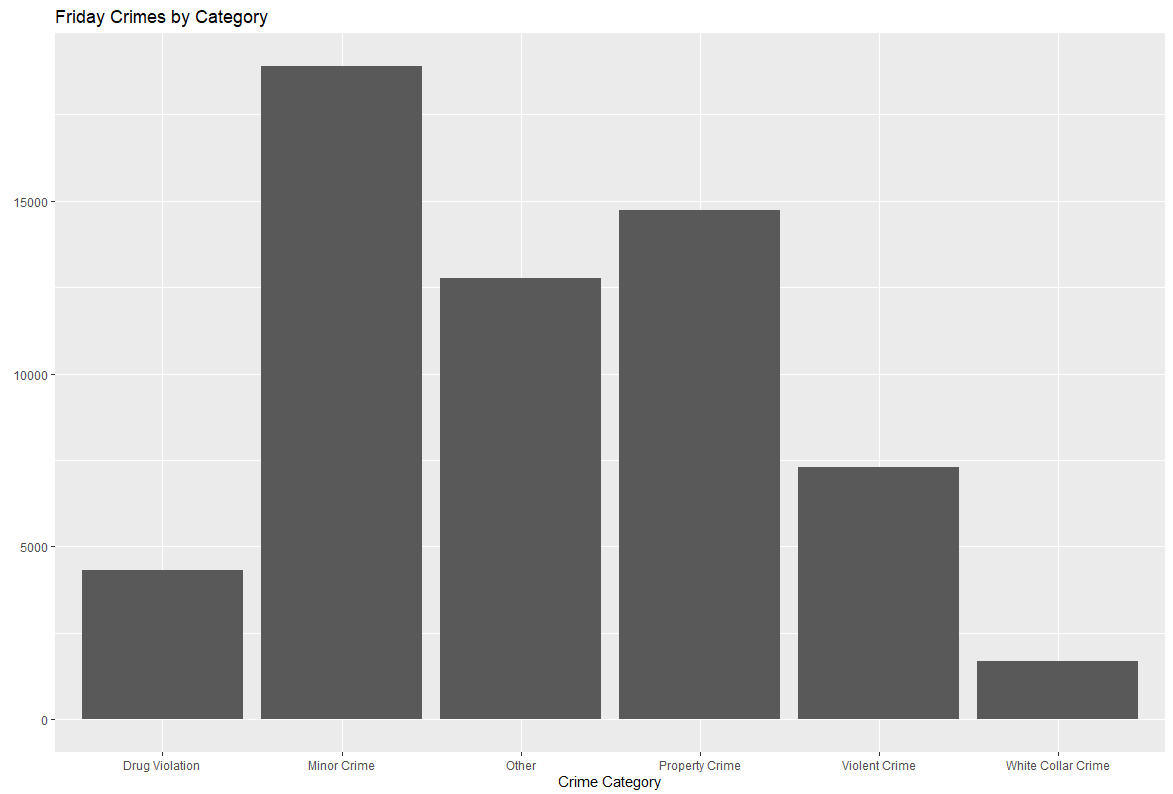 Friday Crimes by Category
15000
10000
5000
0
Drug Violation Minor Crime Other Property Crime Violent Crime White Collar Crime
Crime Category